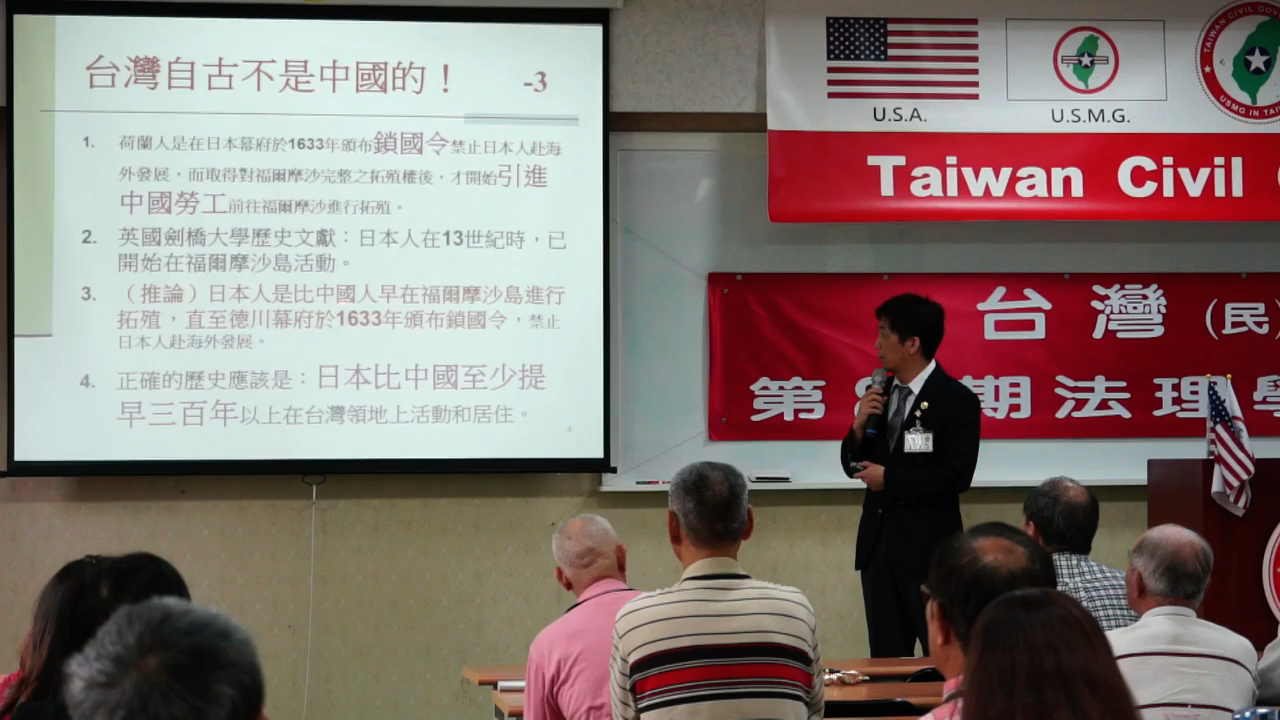 台灣自古不是中國的！ -3
1. 荷蘭人是在日本幕府於1633年頒布鎖國令禁止日本人赴海
外發展，而取得對福爾摩沙完整之拓殖權後，才開始引進
中國勞工前往福爾摩沙進行拓殖。
2. 英國劍橋大學歷史文獻：日本人在13世紀時，已
開始在福爾摩沙島活動。
3. （推論）日本人是比中國人早在福爾摩沙島進行
拓殖，直至德川幕府於1633年頒布鎖國令，禁止
日本人赴海外發展。
4. 正確的歷史應該是：日本比中國至少提
早三百年以上在台灣領地上活動和居住。
U.S.A.
U.S.M.G.
TAIWAN CIVIL GOV
USMG IN TAI
Taiwan Civil
台灣（民
第 期法理學